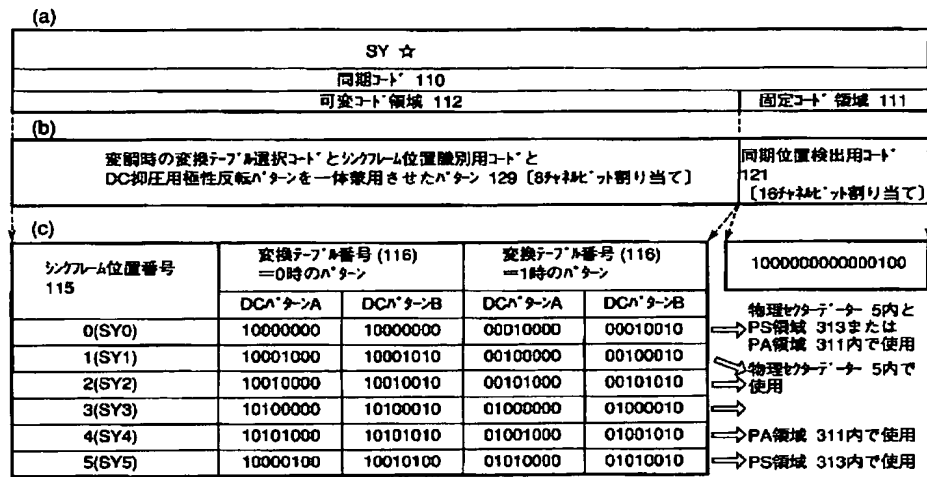 (a)
SY ☆
同期コード 110
可変コード領域 112
固定コード領域 111
(b)
変調時の変換テーブル選択コードとシンクフレーム位置識別用コードと
DC抑圧用極性反転パターンを一体兼用させたパターン 129〔8チャネルビット割り当て〕
同期位置検出用コード
121
〔16チャネルビット割り当て〕
(c)
シンクフレーム位置番号
115
変換テーブル番号 (116)
=0時のパターン
変換テーブル番号 (116)
=1時のパターン
DCパターンA DCパターンB DCパターンA DCパターンB
1000000000000100
0(SY0) 10000000 10000000 00010000 00010010
1(SY1) 10001000 10001010 00100000 00100010
2(SY2) 10010000 10010010 00101000 00101010
3(SY3) 10100000 10100010 01000000 01000010
4(SY4) 10101000 10101010 01001000 01001010
5(SY5) 10000100 10010100 01010000 01010010
物理セクターデーター 5内と
PS領域 313または
PA領域 311内で使用
物理セクターデーター 5内で
使用
PA領域 311内で使用
PS領域 313内で使用